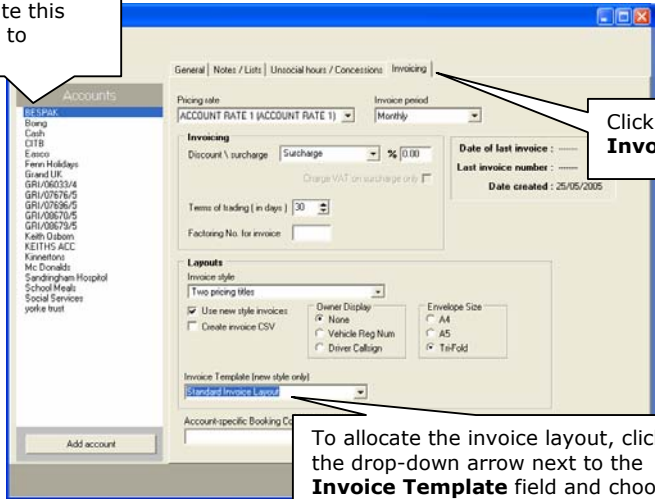 te this
to
General Notes / Lists Unsocial hours / Concessions Invoicing
Accounts
BESPAK
Boing
Cash
CITB
Easco
Fenn Holidays
Grand UK
GRI/06033/4
GRI/07676/5
GRI/07696/5
GRI/08670/5
GRI/08679/5
Keith Osborn
KEITHS ACC
Kinnertons
Mc Donalds
Sandringham Hospitol
School Meals
Social Services
yorke trust
Add account
Pricing rate
ACCOUNT RATE 1 (ACCOUNT RATE 1)
Invoice period
Monthly
Invoicing
Discount \ surcharge Surcharge % 0.00
Charge VAT on surcharge only
Terms of trading ( in days ) 30
Factoring No. for invoice
Date of last invoice : ------
Last invoice number : ------
Date created : 25/05/2005
Click
Invo
Layouts
Invoice style
Two pricing titles
Use new style invoices
Create invoice CSV
Owner Display
None
Vehicle Reg Num
Driver Callsign
Envelope Size
A4
A5
Tri-Fold
Invoice Template (new style only)
Standard Invoice Layout
Account-specific Booking Co
To allocate the invoice layout, clic
the drop-down arrow next to the
Invoice Template field and choo